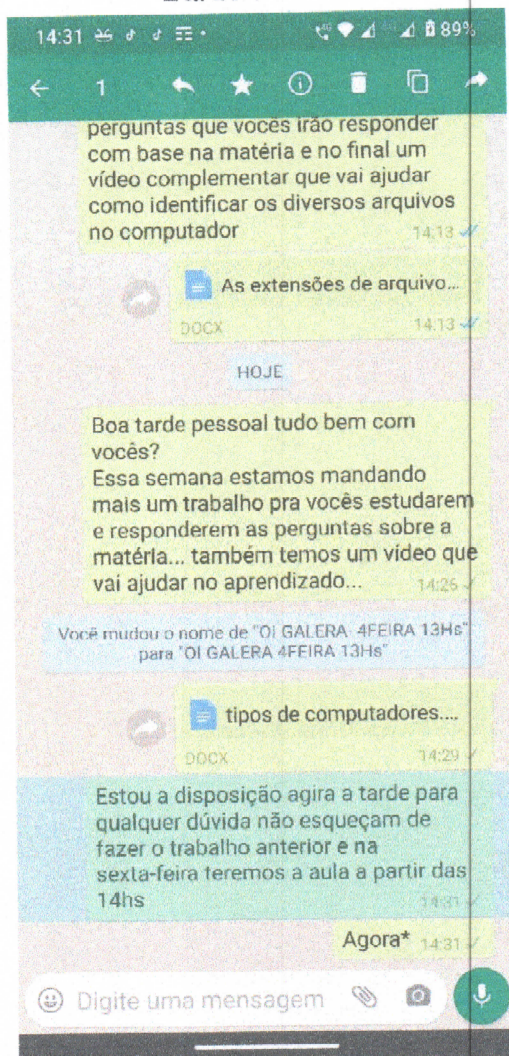 14:31
89%
1
perguntas que vocês irão responder
com base na matéria e no final um
vídeo complementar que vai ajudar
como identificar os diversos arquivos
no computador
14:13
As extensões de arquivo...
DOCX
14:13
HOJE
Boa tarde pessoal tudo bem com
vocês?
Essa semana estamos mandando
mais um trabalho pra vocês estudarem
e responderem as perguntas sobre a
matéria... também temos um vídeo que
vai ajudar no aprendizado...
14:26
Você mudou o nome de "OI GALERA 4FEIRA 13Hs"
para "OI GALERA 4FEIRA 13Hs"
tipos de computadores....
DOCX
14:29
Estou a disposição agira a tarde para
qualquer dúvida não esqueçam de
fazer o trabalho anterior e na
sexta-feira teremos a aula a partir das
14hs
14:31
Agora*
14:31
Digite uma mensagem